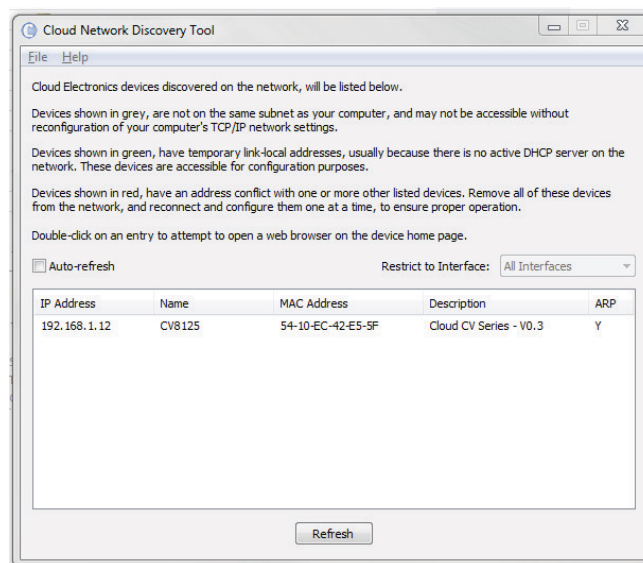 Cloud Network Discovery Tool
File Help
Cloud Electronics devices discovered on the network, will be listed below.
Devices shown in grey, are not on the same subnet as your computer, and may not be accessible without
reconfiguration of your computer's TCP/IP network settings.
Devices shown in green, have temporary link-local addresses, usually because there is no active DHCP server on the
network. These devices are accessible for configuration purposes.
Devices shown in red, have an address conflict with one or more other listed devices. Remove all of these devices
from the network, and reconnect and configure them one at a time, to ensure proper operation.
Double-click on an entry to attempt to open a web browser on the device home page.
Auto-refresh Restrict to Interface: All Interfaces
IP Address Name MAC Address Description ARP
192.168.1.12 CV8125 54-10-EC-42-E5-5F Cloud CV Series - V0.3 Y
Refresh